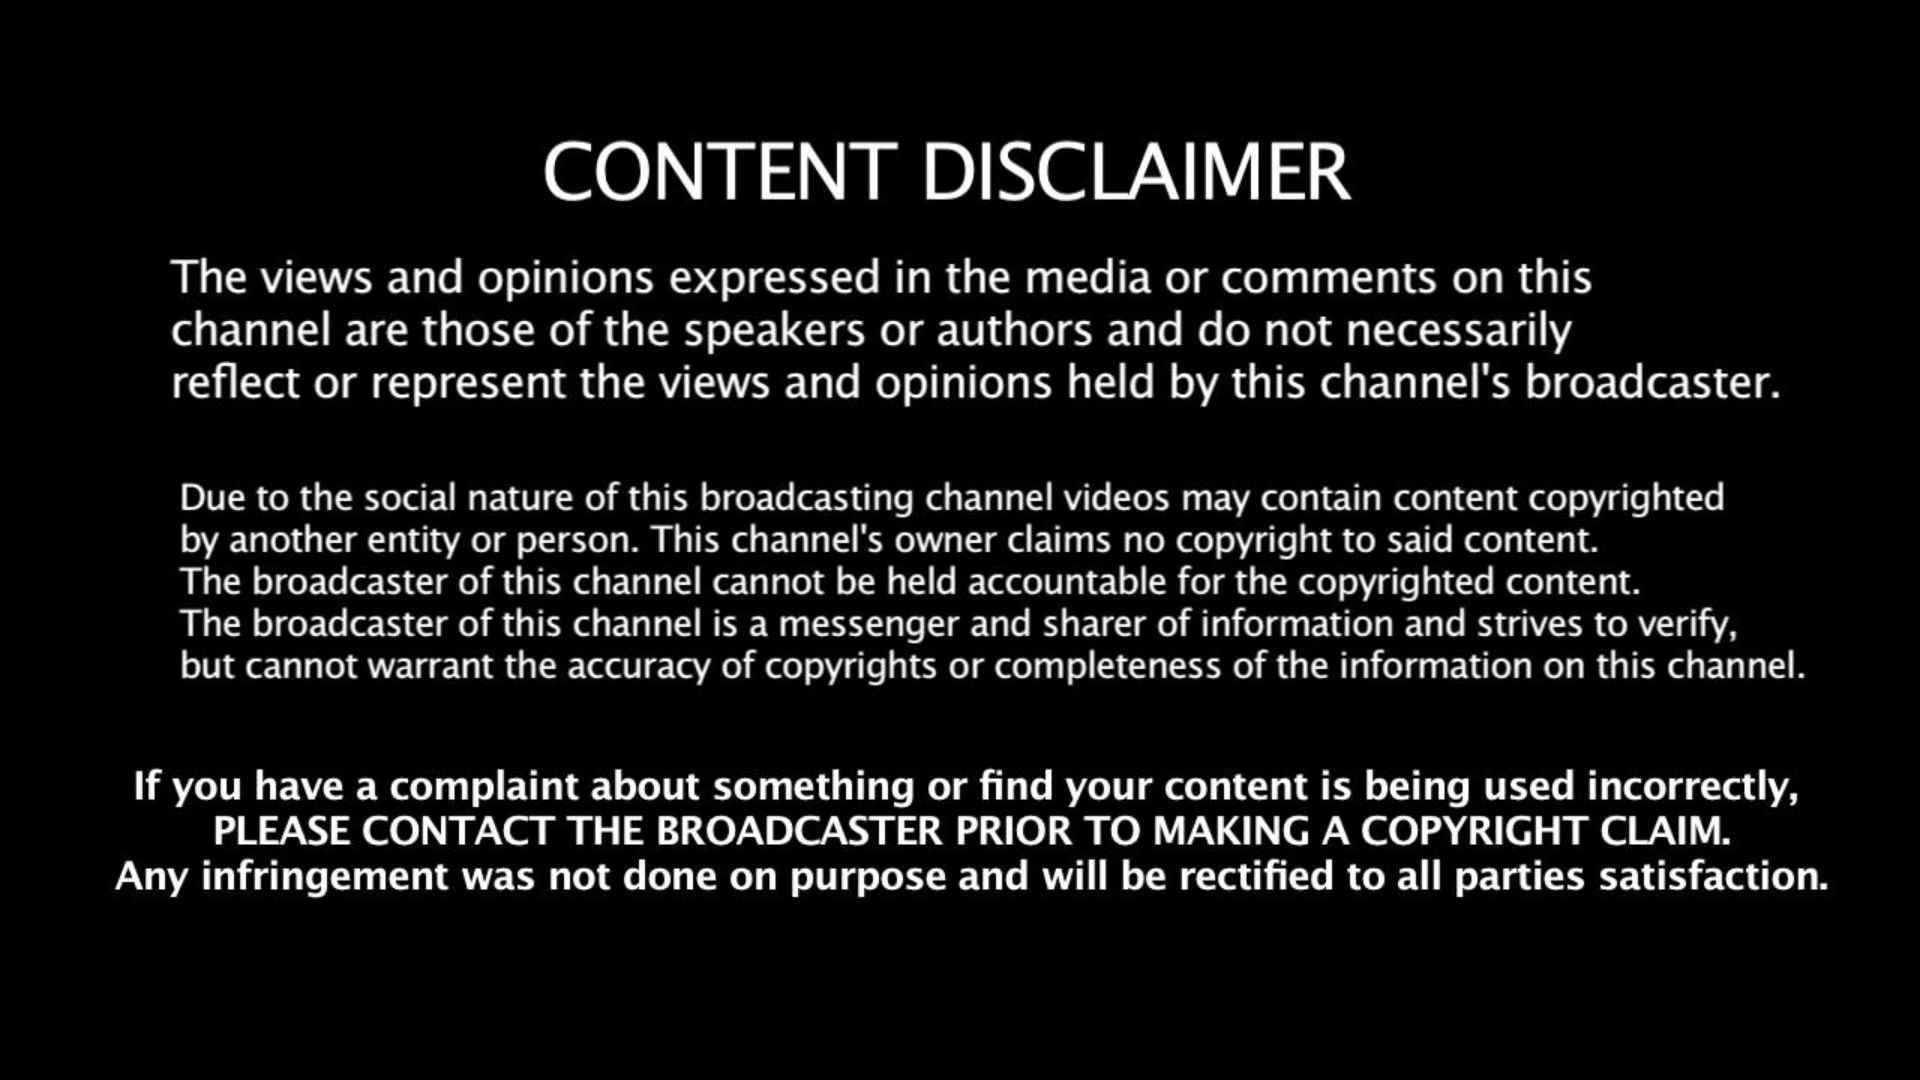 CONTENT DISCLAIMER
The views and opinions expressed in the media or comments on this
channel are those of the speakers or authors and do not necessarily
reflect or represent the views and opinions held by this channel's broadcaster.
Due to the social nature of this broadcasting channel videos may contain content copyrighted
by another entity or person. This channel's owner claims no copyright to said content.
The broadcaster of this channel cannot be held accountable for the copyrighted content.
The broadcaster of this channel is a messenger and sharer of information and strives to verify,
but cannot warrant the accuracy of copyrights or completeness of the information on this channel.
If you have a complaint about something or find your content is being used incorrectly,
PLEASE CONTACT THE BROADCASTER PRIOR TO MAKING A COPYRIGHT CLAIM.
Any infringement was not done on purpose and will be rectified to all parties satisfaction.